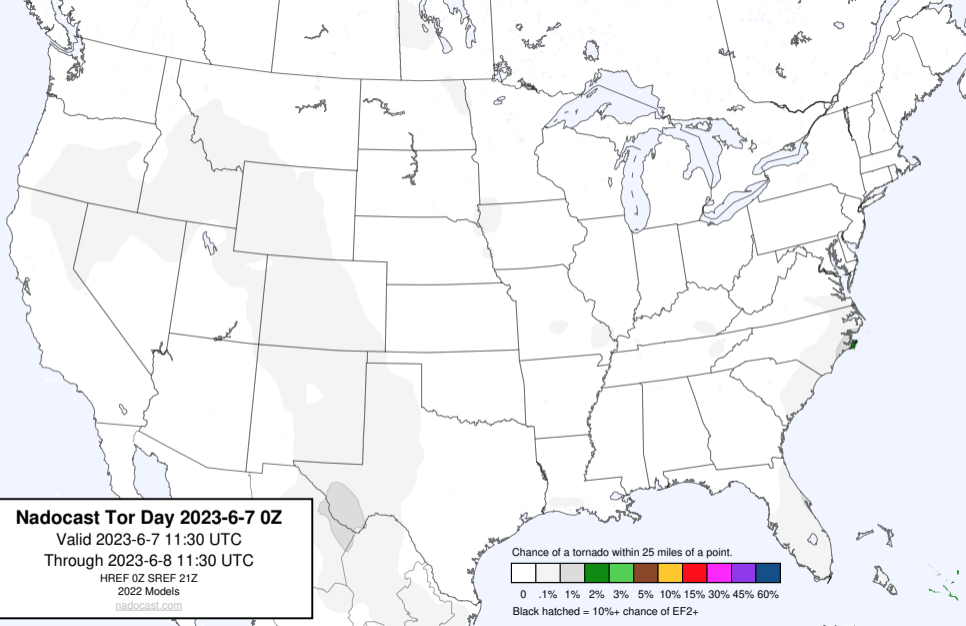 Nadocast Tor Day 2023-6-7 0Z
Valid 2023-6-7 11:30 UTC
Through 2023-6-8 11:30 UTC
HREF 0Z SREF 21Z
2022 Models
nadocast.com
Chance of a tornado within 25 miles of a point.
0 .1% 1% 2% 3% 5% 10% 15% 30% 45% 60%
Black hatched = 10%+ chance of EF2+